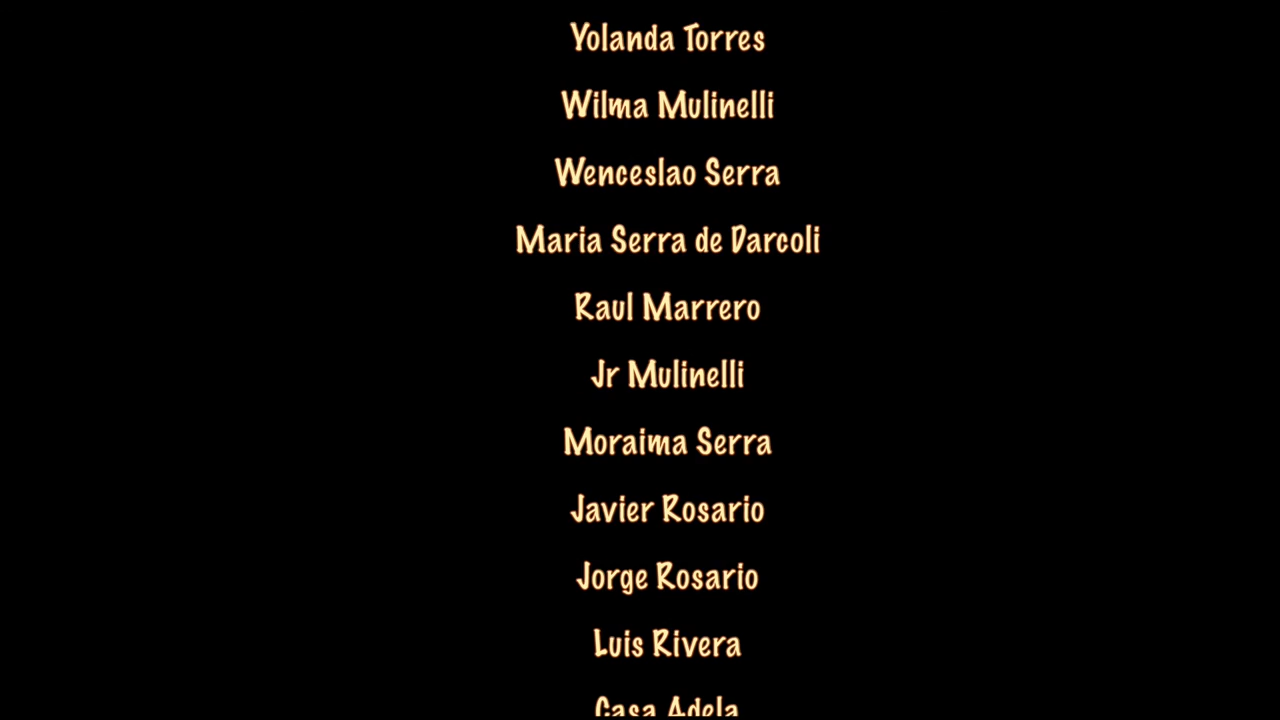 Yolanda Torres
Wilma Mulinelli
Wenceslao Serra
Maria Serra de Darcoli
Raul Marrero
Jr Mulinelli
Moraima Serra
Javier Rosario
Jorge Rosario
Luis Rivera
Casa Adela